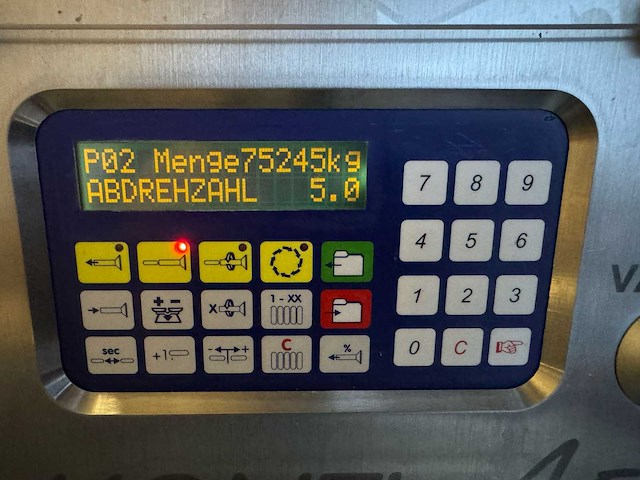 P02 Menge75245kg
ABDREHZAHL 5.0
7 8 9
4 5 6
+ - X 1 - XX
1 2 3
sec +1 - + C %
0 C